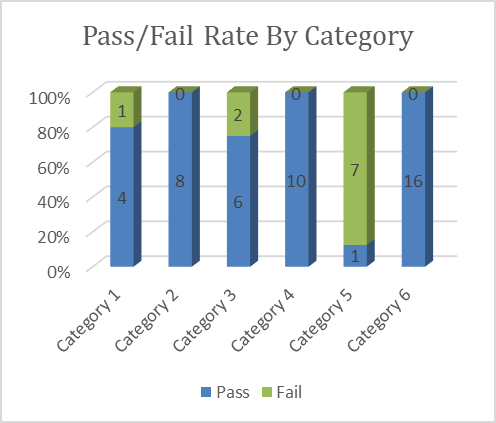 Pass/Fail Rate By Category
100%
80%
60%
40%
20%
0%
1
0
2
0
7
0
4
8
6
10
1
16
Category 1
Category 2
Category 3
Category 4
Category 5
Category 6
Pass
Fail